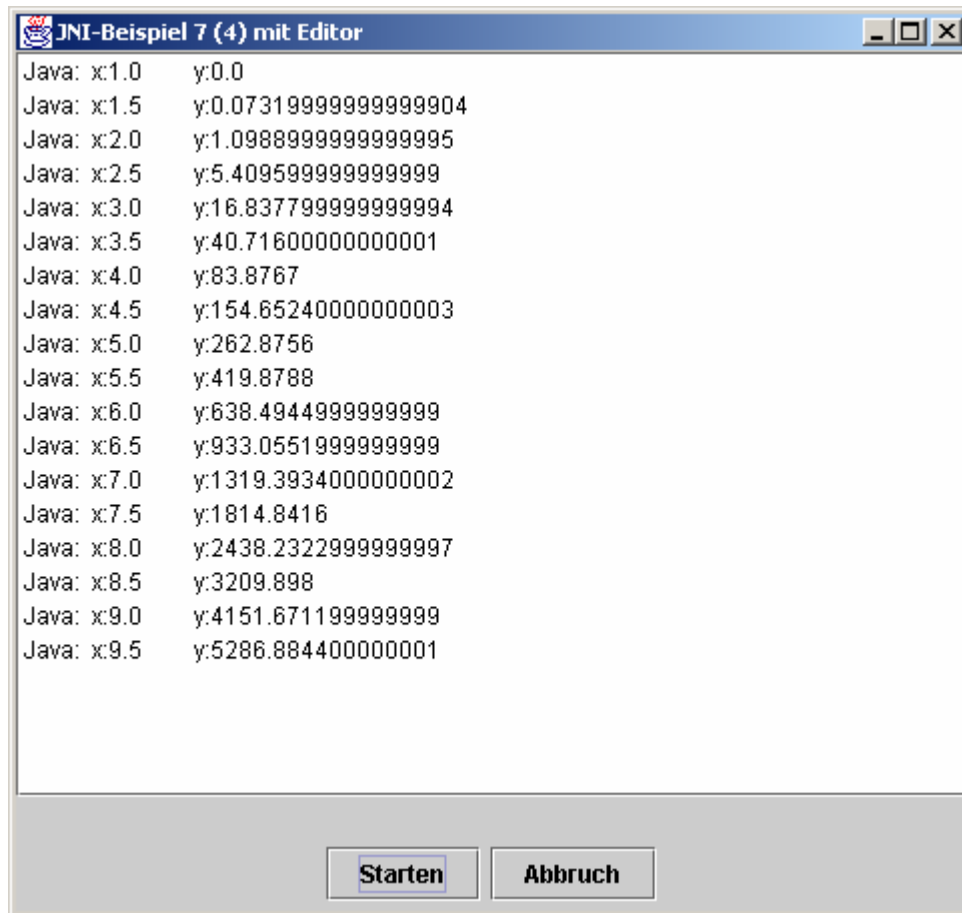 JNI-Beispiel 7 (4) mit Editor
Java: x:1.0 y:0.0
Java: x:1.5 y:0.07319999999999904
Java: x:2.0 y:1.0988999999999995
Java: x:2.5 y:5.409599999999999
Java: x:3.0 y:16.837799999999994
Java: x:3.5 y:40.71600000000001
Java: x:4.0 y:83.8767
Java: x:4.5 y:154.65240000000003
Java: x:5.0 y:262.8756
Java: x:5.5 y:419.8788
Java: x:6.0 y:638.4944999999999
Java: x:6.5 y:933.0551999999999
Java: x:7.0 y:1319.3934000000002
Java: x:7.5 y:1814.8416
Java: x:8.0 y:2438.2322999999997
Java: x:8.5 y:3209.898
Java: x:9.0 y:4151.671199999999
Java: x:9.5 y:5286.884400000001
Starten Abbruch